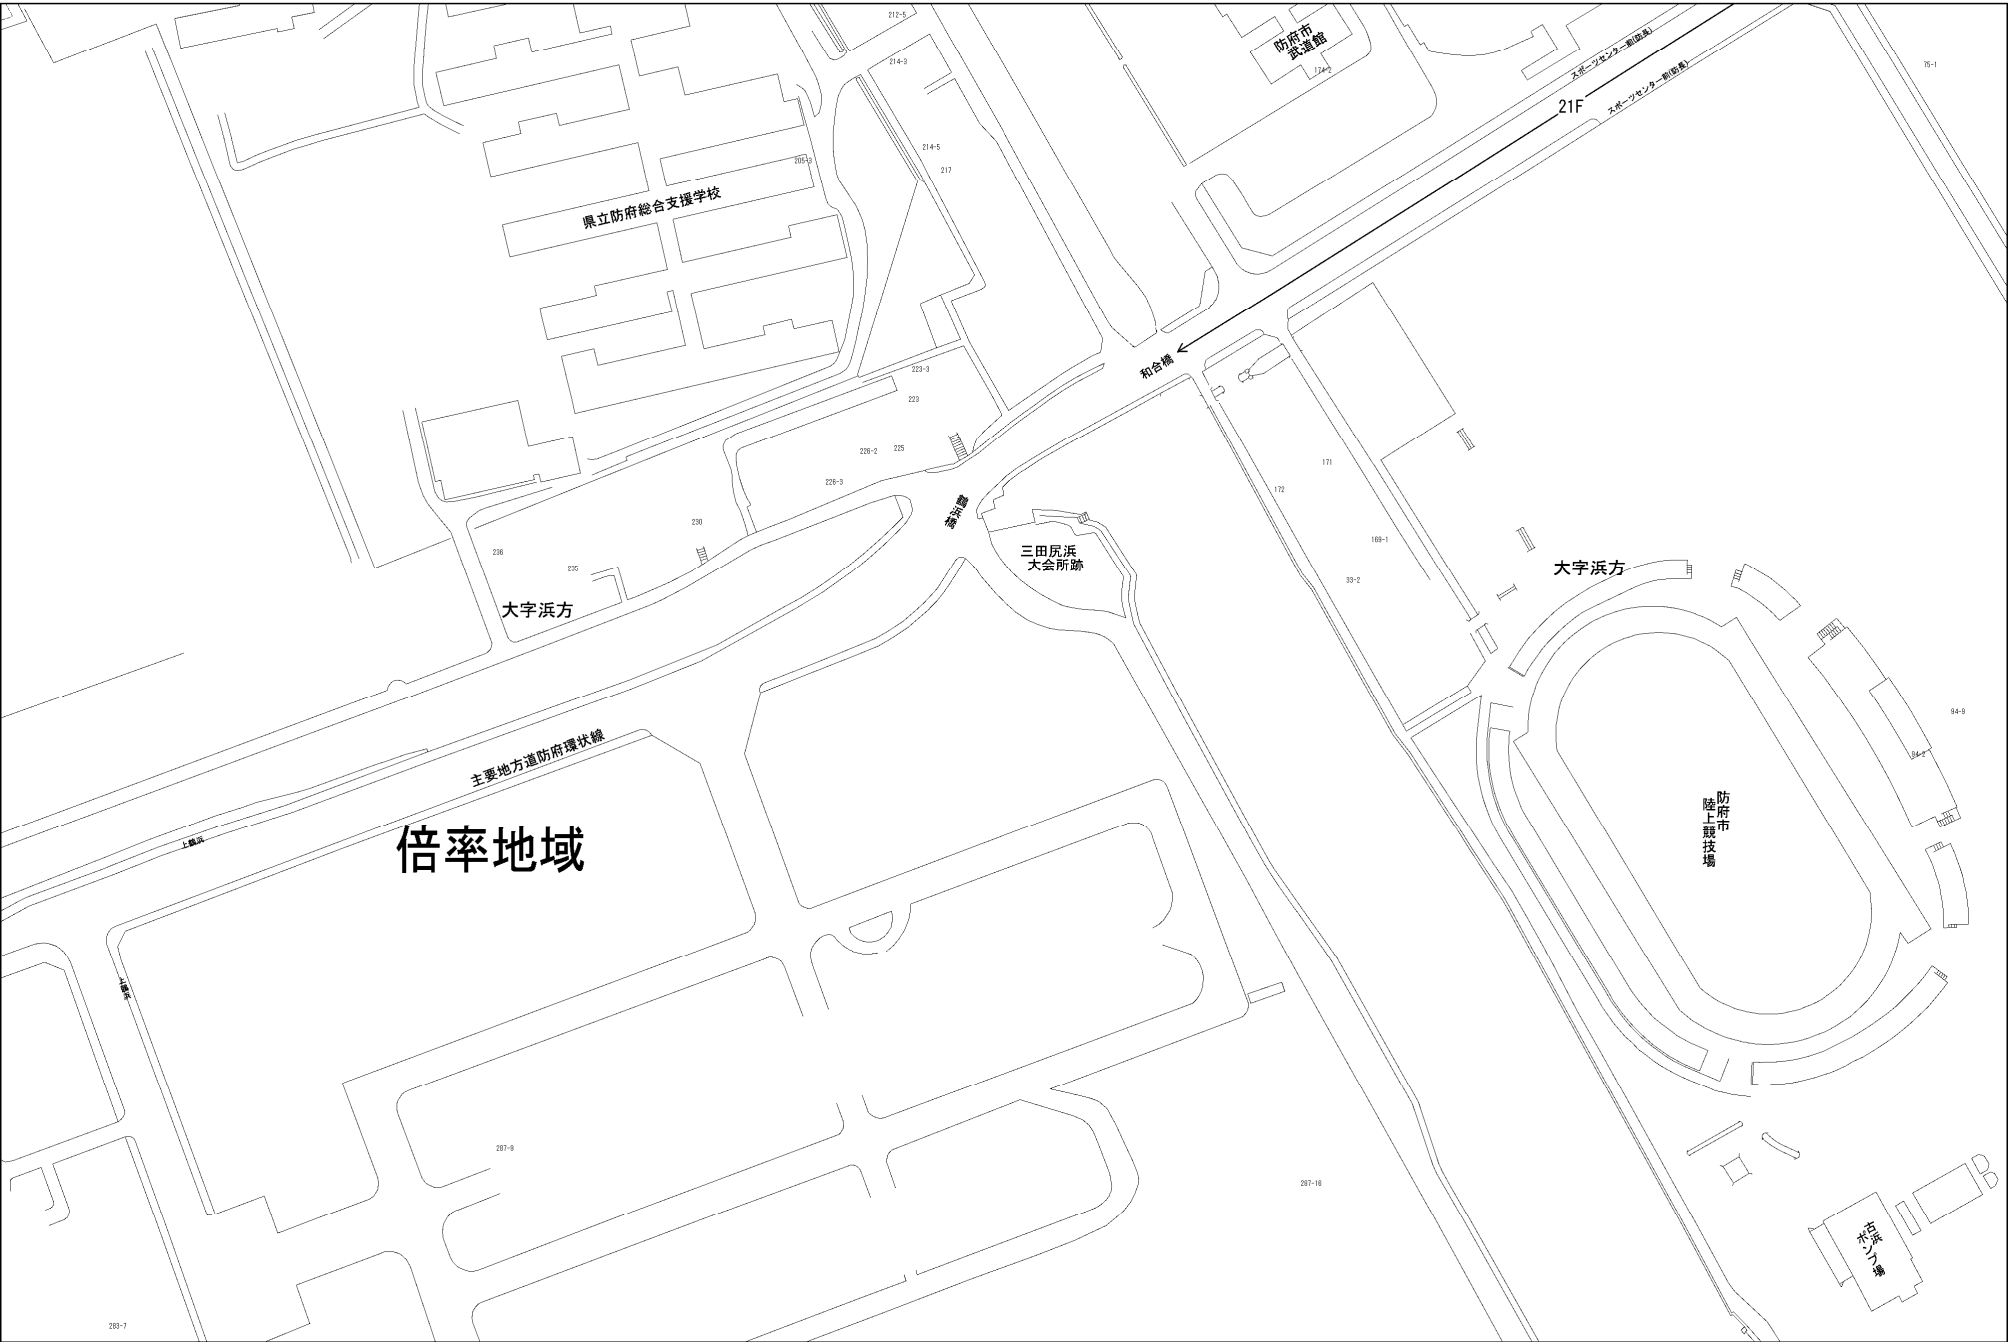 212-5
防府市
武道館
174-2
スポーツセンター前(防長)
スポーツセンター前(防長)
75-1
214-3
21F
214-5
217
205-3
県立防府総合支援学校
和合橋
223-3
223
225
226-2
226-3
171
172
鶴浜橋
230
236
235
169-1
33-2
三田尻浜
大会所跡
大字浜方
大字浜方
94-9
94-2
主要地方道防府環状線
上鶴浜
倍率地域
防府市
陸上競技場
上鶴浜
287-9
287-16
古浜
ポンプ場
283-7